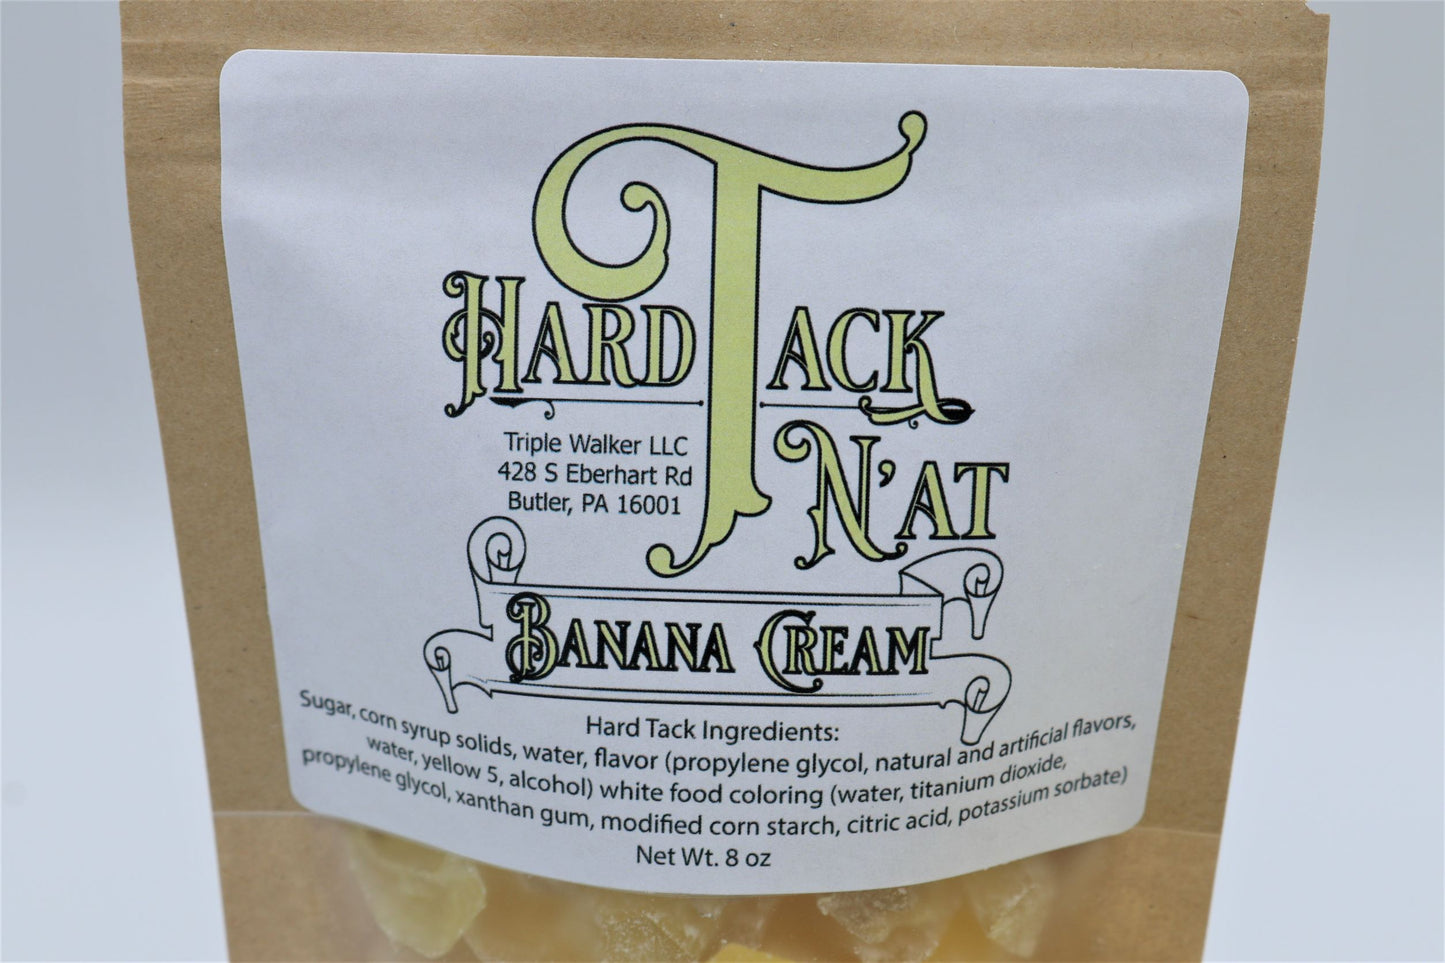 HARD TACK
N'AT
Triple Walker LLC
428 S Eberhart Rd
Butler, PA 16001
BANANA CREAM
Hard Tack Ingredients:
Sugar, corn syrup solids, water, flavor (propylene glycol, natural and artificial flavors,
water, yellow 5, alcohol) white food coloring (water, titanium dioxide,
propylene glycol, xanthan gum, modified corn starch, citric acid, potassium sorbate)
Net Wt. 8 oz